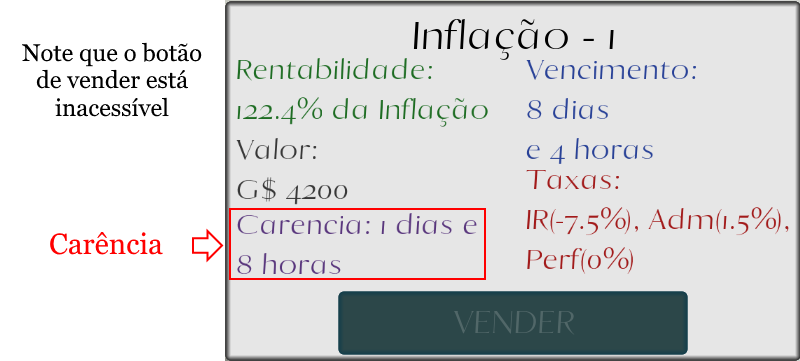 Note que o botão
de vender está
inacessível
Carência
Inflação - 1
Rentabilidade:
122.4% da Inflação
Valor:
G$ 4200
Carencia: 1 dias e
8 horas
Vencimento:
8 dias
e 4 horas
Taxas:
IR(-7.5%), Adm(1.5%),
Perf(0%)
VENDER